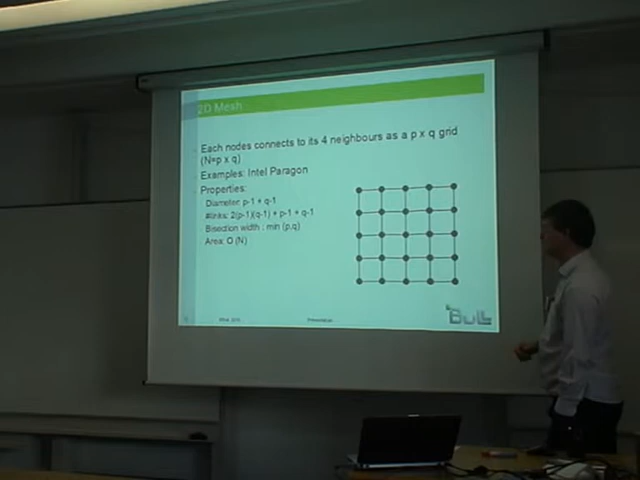 2D Mesh
Each nodes connects to its 4 neighbours as a p x q grid
(N=p x q)
Examples: Intel Paragon
Properties:
Diameter: p-1 + q-1
#links: 2(p-1)(q-1) + p-1 + q-1
Bisection width : min (p,q)
Area: O (N)
Bull